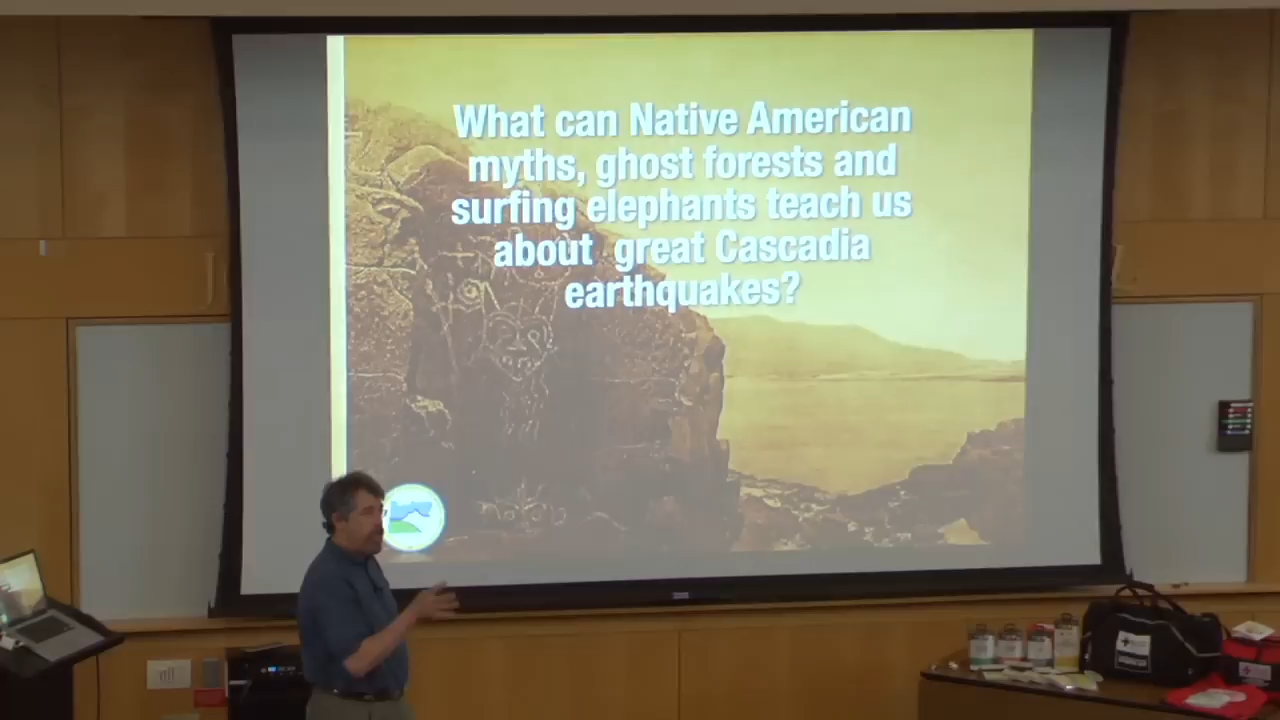 What can Native American
myths, ghost forests and
surfing elephants teach us
about great Cascadia
earthquakes?